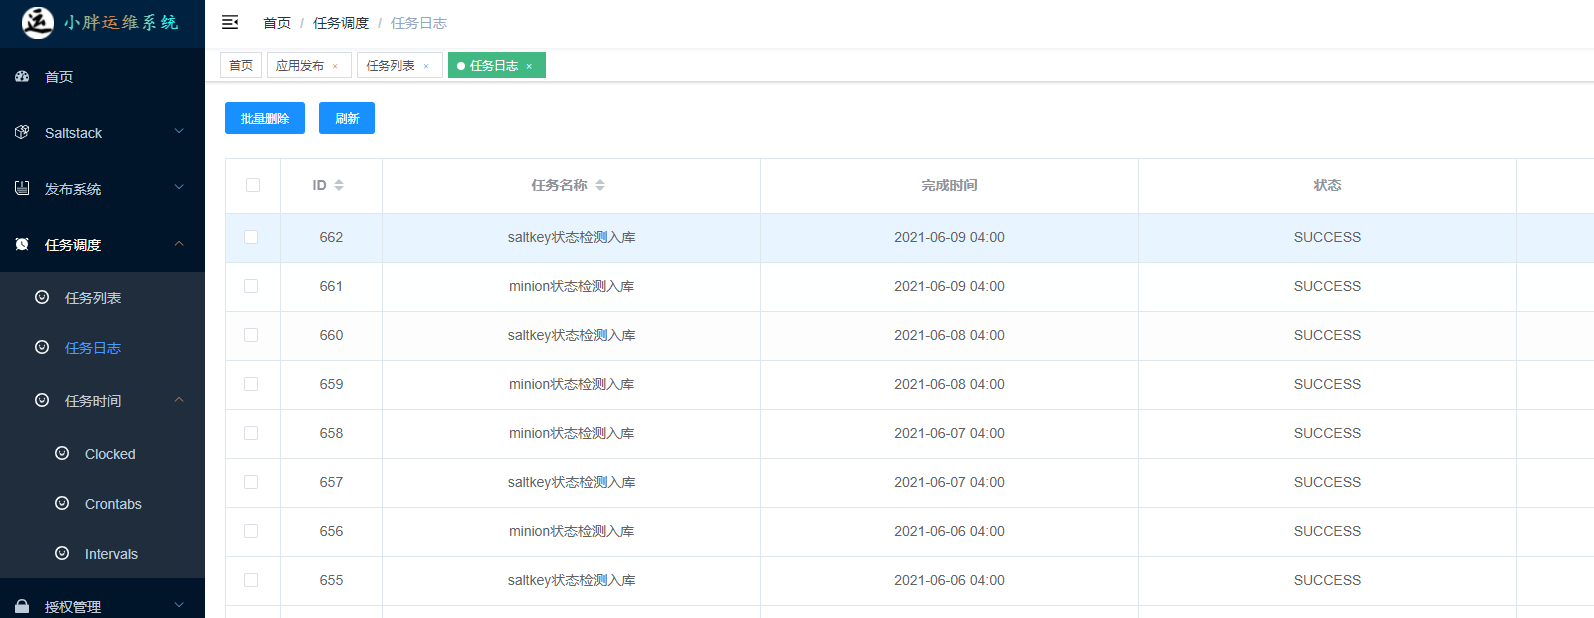 运 小胖运维系统
首页
Saltstack
发布系统
任务调度
任务列表
任务日志
任务时间
Clocked
Crontabs
Intervals
授权管理
首页 / 任务调度 / 任务日志
首页 应用发布 × 任务列表 × 任务日志 ×
批量删除 刷新
ID 任务名称 完成时间 状态
662 saltkey状态检测入库 2021-06-09 04:00 SUCCESS
661 minion状态检测入库 2021-06-09 04:00 SUCCESS
660 saltkey状态检测入库 2021-06-08 04:00 SUCCESS
659 minion状态检测入库 2021-06-08 04:00 SUCCESS
658 minion状态检测入库 2021-06-07 04:00 SUCCESS
657 saltkey状态检测入库 2021-06-07 04:00 SUCCESS
656 minion状态检测入库 2021-06-06 04:00 SUCCESS
655 saltkey状态检测入库 2021-06-06 04:00 SUCCESS